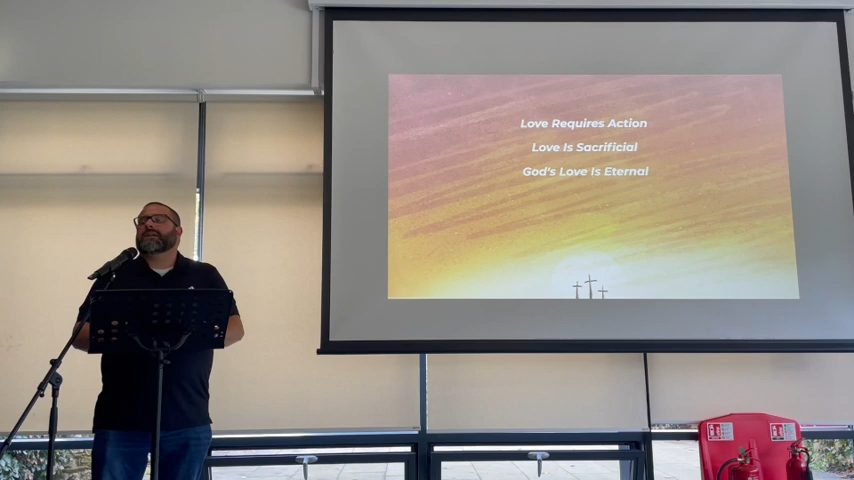 Love Requires Action
Love Is Sacrificial
God's Love Is Eternal